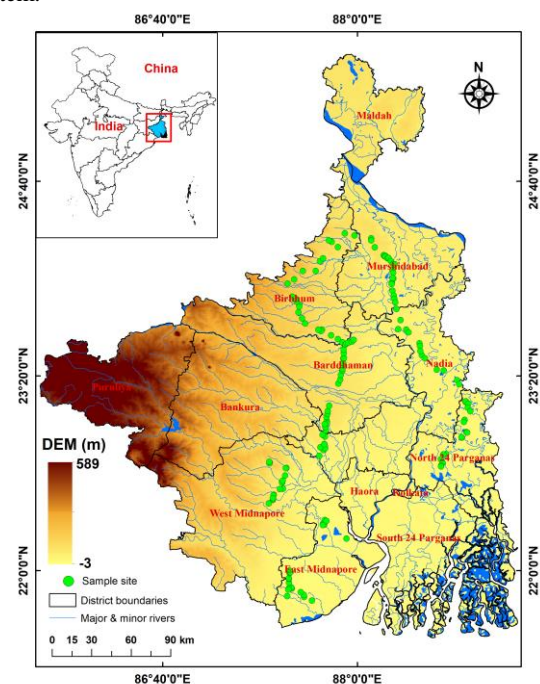 86°40'0"E
88°0'0"E
China
India
N
Maldah
24°40'0"N
24°40'0"N
Murshidabad
Birbhum
Barddhaman
Nadia
23°20'0"N
23°20'0"N
Bankura
DEM (m)
589
-3
North 24 Parganas
Haora
Kolkata
West Midnapore
South 24 Parganas
East Midnapore
22°0'0"N
22°0'0"N
Sample site
District boundaries
Major & minor rivers
0 15 30 60 90 km
86°40'0"E
88°0'0"E